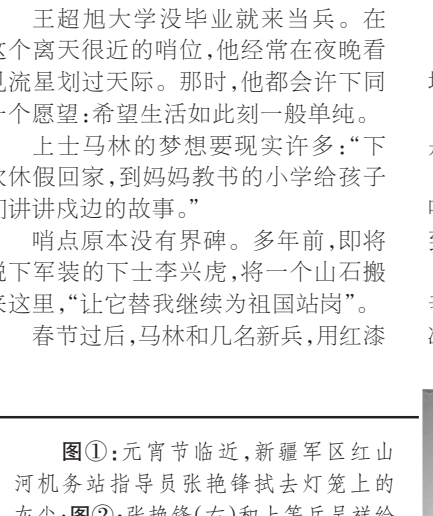 王超旭大学没毕业就来当兵。在
这个离天很近的哨位,他经常在夜晚看
见流星划过天际。那时,他都会许下同
一个愿望:希望生活如此刻一般单纯。
上士马林的梦想要现实许多:“下
次休假回家,到妈妈教书的小学给孩子
们讲讲戍边的故事。”
哨点原本没有界碑。多年前,即将
脱下军装的下士李兴虎,将一个山石搬
来这里,“让它替我继续为祖国站岗”。
春节过后,马林和几名新兵,用红漆
图①:元宵节临近,新疆军区红山
河机务站指导员张艳锋拭去灯笼上的
灰尘;图②:张艳锋(右)和上等兵吴祥给